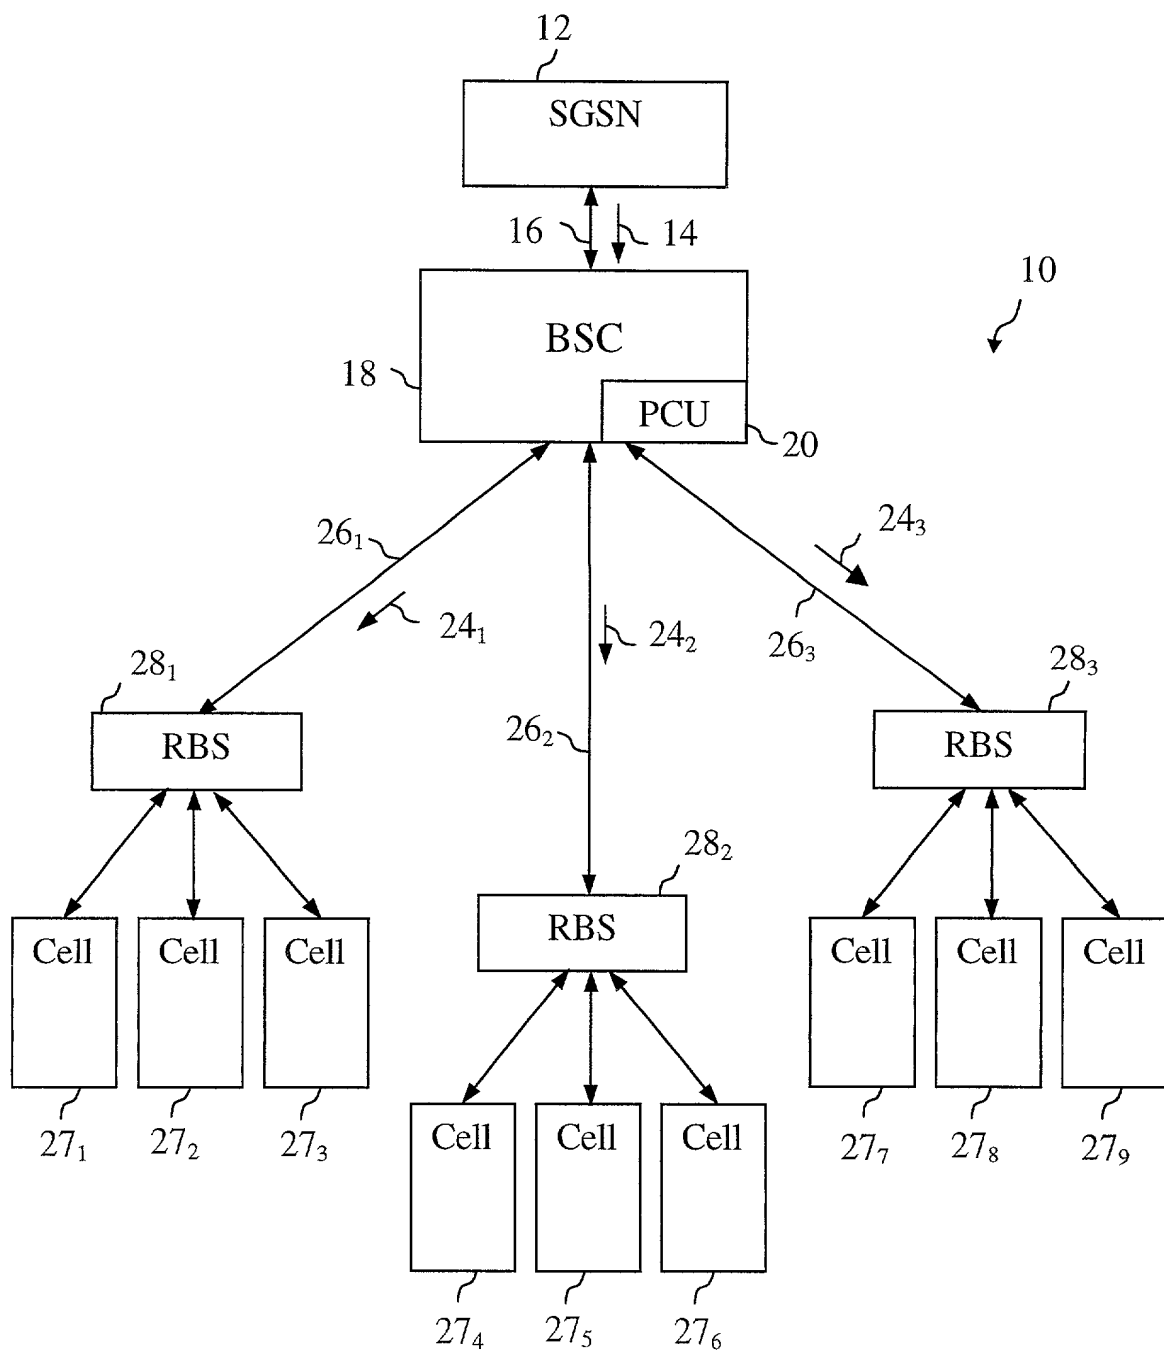 12
SGSN
16
14
10
BSC
18
PCU
20
26₁
24₃
24₁
24₂
26₃
28₁
28₃
RBS
26₂
RBS
28₂
RBS
Cell
Cell
Cell
Cell
Cell
Cell
27₁
27₂
27₃
Cell
Cell
Cell
27₇
27₈
27₉
27₄
27₅
27₆